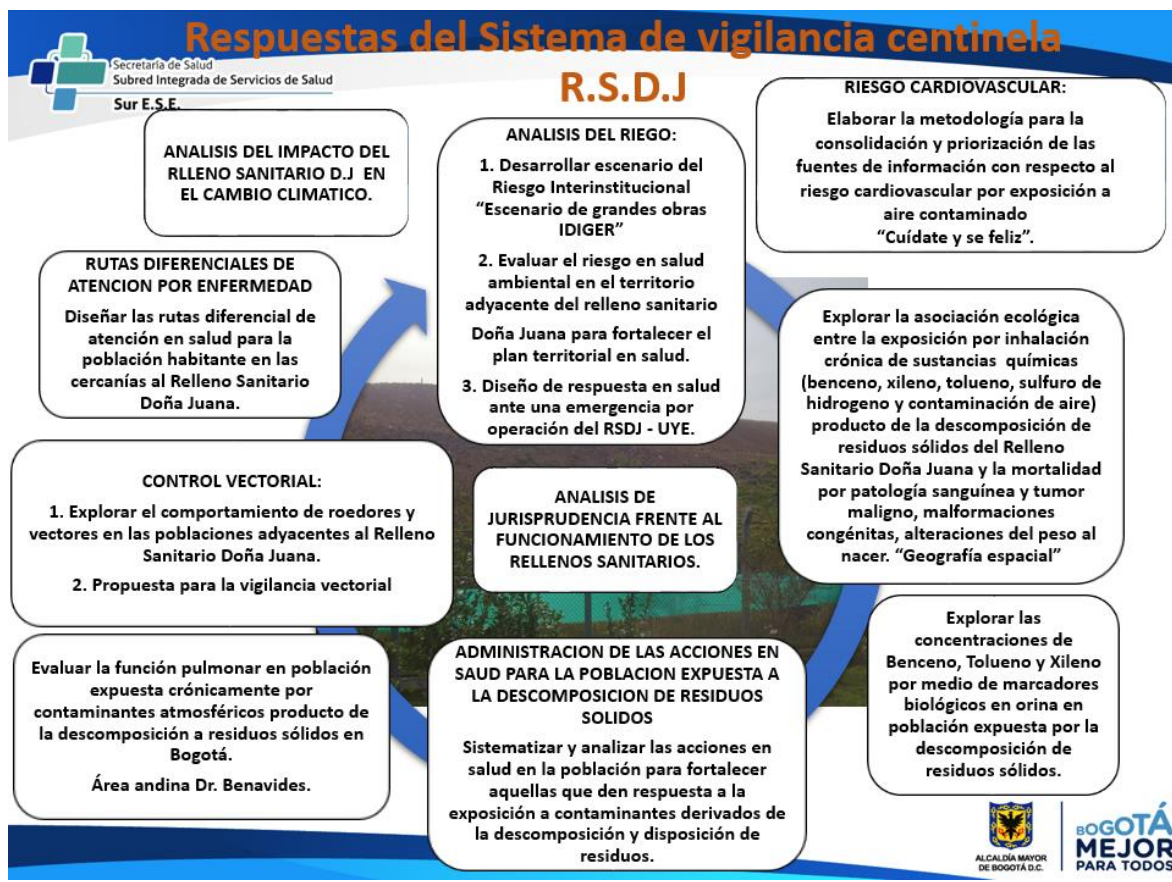 Respuestas del Sistema de vigilancia centinela
R.S.D.J
Secretaría de Salud
Subred Integrada de Servicios de Salud
Sur E.S.E.
ANALISIS DEL IMPACTO DEL
RLLENO SANITARIO D.J EN
EL CAMBIO CLIMATICO.
ANALISIS DEL RIEGO:
1. Desarrollar escenario del
Riesgo Interinstitucional
“Escenario de grandes obras
IDIGER”
2. Evaluar el riesgo en salud
ambiental en el territorio
adyacente del relleno sanitario
Doña Juana para fortalecer el
plan territorial en salud.
3. Diseño de respuesta en salud
ante una emergencia por
operación del RSDJ - UYE.
RIESGO CARDIOVASCULAR:
Elaborar la metodología para la
consolidación y priorización de las
fuentes de información con respecto al
riesgo cardiovascular por exposición a
aire contaminado
“Cuídate y se feliz”.
RUTAS DIFERENCIALES DE
ATENCION POR ENFERMEDAD
Diseñar las rutas diferencial de
atención en salud para la
población habitante en las
cercanías al Relleno Sanitario
Doña Juana.
Explorar la asociación ecológica
entre la exposición por inhalación
crónica de sustancias químicas
(benceno, xileno, tolueno, sulfuro de
hidrogeno y contaminación de aire)
producto de la descomposición de
residuos sólidos del Relleno
Sanitario Doña Juana y la mortalidad
por patología sanguínea y tumor
maligno, malformaciones
congénitas, alteraciones del peso al
nacer. “Geografía espacial”
CONTROL VECTORIAL:
1. Explorar el comportamiento de roedores y
vectores en las poblaciones adyacentes al Relleno
Sanitario Doña Juana.
2. Propuesta para la vigilancia vectorial
ANALISIS DE
JURISPRUDENCIA FRENTE AL
FUNCIONAMIENTO DE LOS
RELLENOS SANITARIOS.
Evaluar la función pulmonar en población
expuesta crónicamente por
contaminantes atmosféricos producto de
la descomposición a residuos sólidos en
Bogotá.
Área andina Dr. Benavides.
ADMINISTRACION DE LAS ACCIONES EN
SAUD PARA LA POBLACION EXPUESTA A
LA DESCOMPOSICION DE RESIDUOS
SOLIDOS
Sistematizar y analizar las acciones en
salud en la población para fortalecer
aquellas que den respuesta a la
exposición a contaminantes derivados de
la descomposición y disposición de
residuos.
Explorar las
concentraciones de
Benceno, Tolueno y Xileno
por medio de marcadores
biológicos en orina en
población expuesta por la
descomposición de
residuos sólidos.
ALCALDÍA MAYOR
DE BOGOTÁ D.C.
BOGOTÁ
MEJOR
PARA TODOS